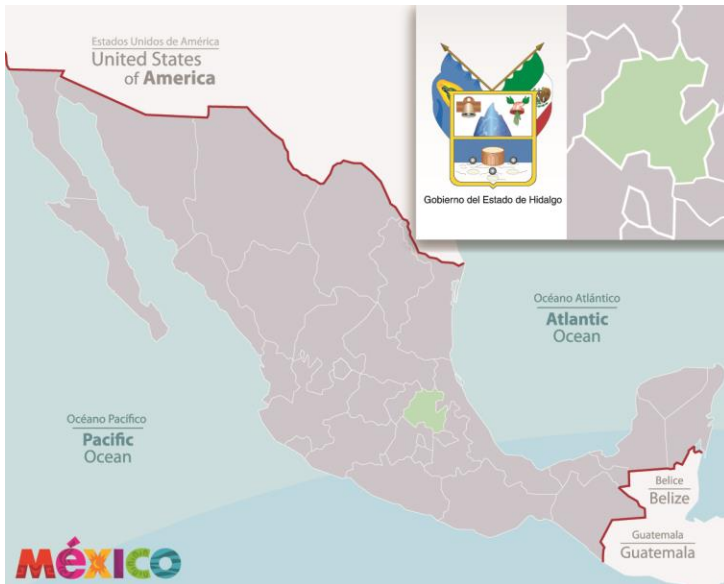 Estados Unidos de América
United States
of America
Gobierno del Estado de Hidalgo
Océano Atlántico
Atlantic
Ocean
Océano Pacífico
Pacific
Ocean
Belice
Belize
Guatemala
Guatemala
México